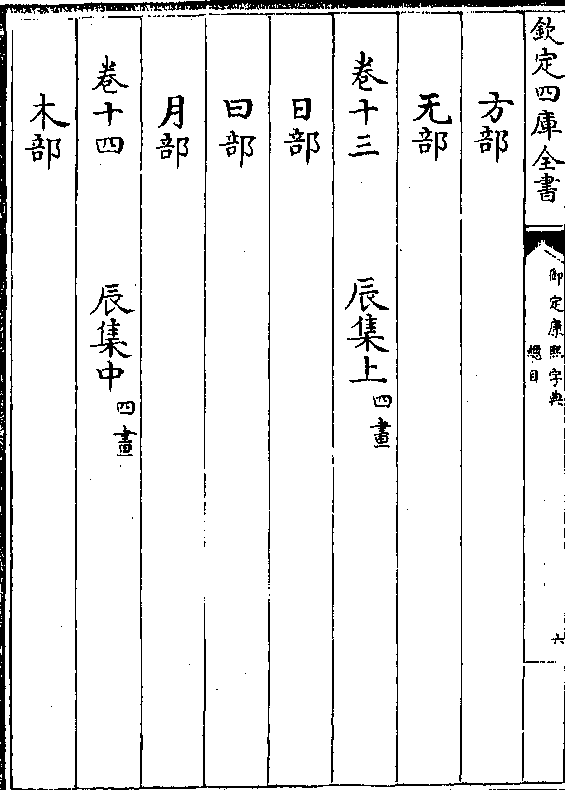 欽定四庫全書
御定康熙字典
總目
六
方部
无部
卷十三 辰集上 四畫
日部
曰部
月部
卷十四 辰集中 四畫
木部